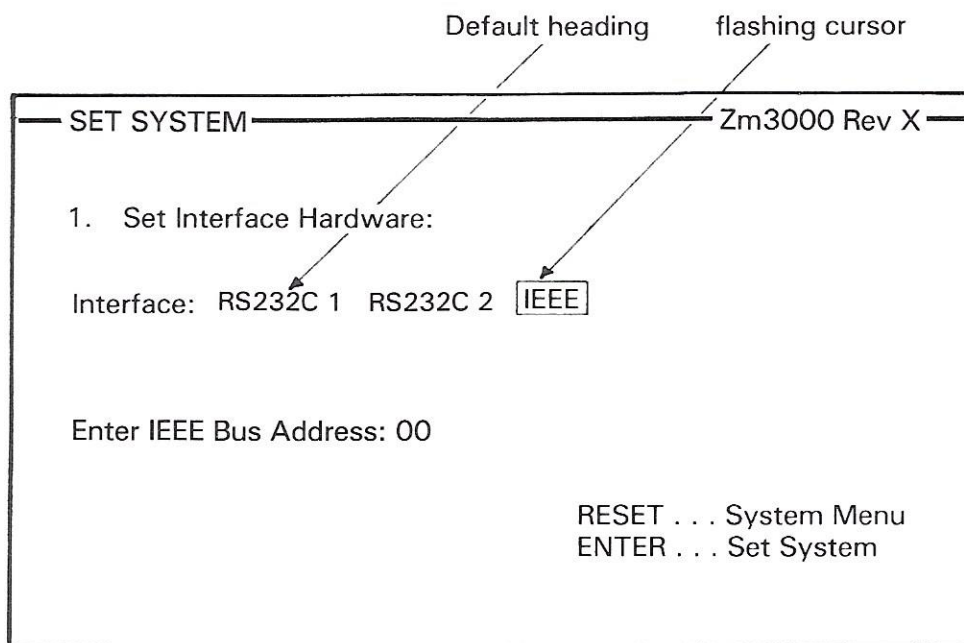 Default heading flashing cursor
SET SYSTEM Zm3000 Rev X
1. Set Interface Hardware:
Interface: RS232C 1 RS232C 2 IEEE
Enter IEEE Bus Address: 00
RESET . . . System Menu
ENTER . . . Set System